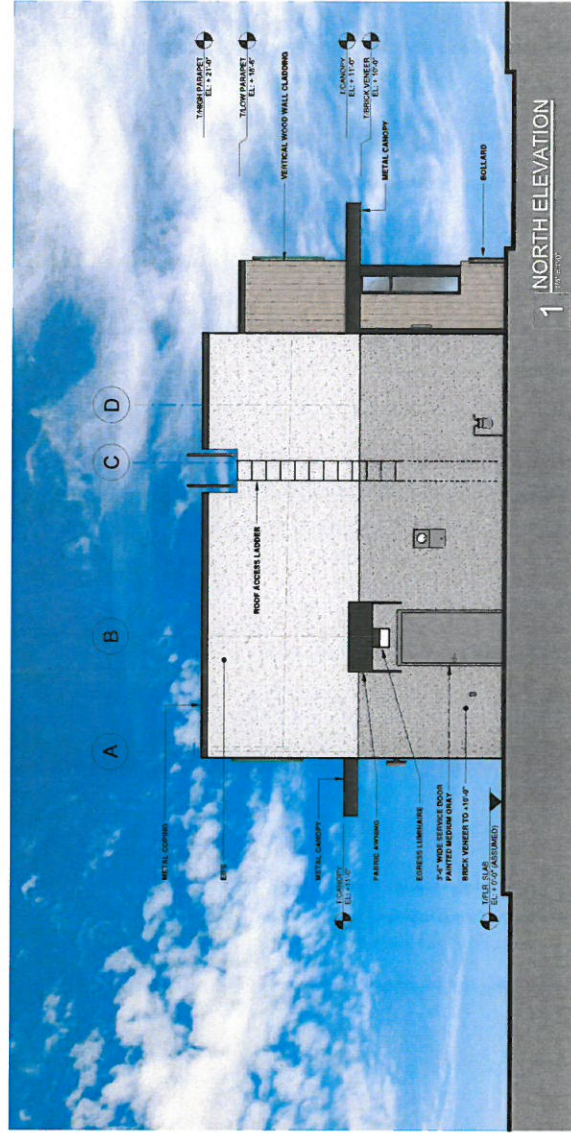 A
B
C
D
METAL COPING
EIFS
METAL CANOPY
T/CANOPY
EL: +11'-0"
FABRIC AWNING
EGRESS LUMINAIRE
3'-6" WIDE SERVICE DOOR
PAINTED MEDIUM GRAY
BRICK VENEER TO +10'-0"
T/FLR. SLAB
EL: + 0'-0" (ASSUMED)
ROOF ACCESS LADDER
T/HIGH PARAPET
EL: + 21'-0"
T/LOW PARAPET
EL: + 18'-6"
VERTICAL WOOD WALL CLADDING
T/CANOPY
EL: + 11'-0"
T/BRICK VENEER
EL: + 10'-0"
METAL CANOPY
BOLLARD
1 NORTH ELEVATION